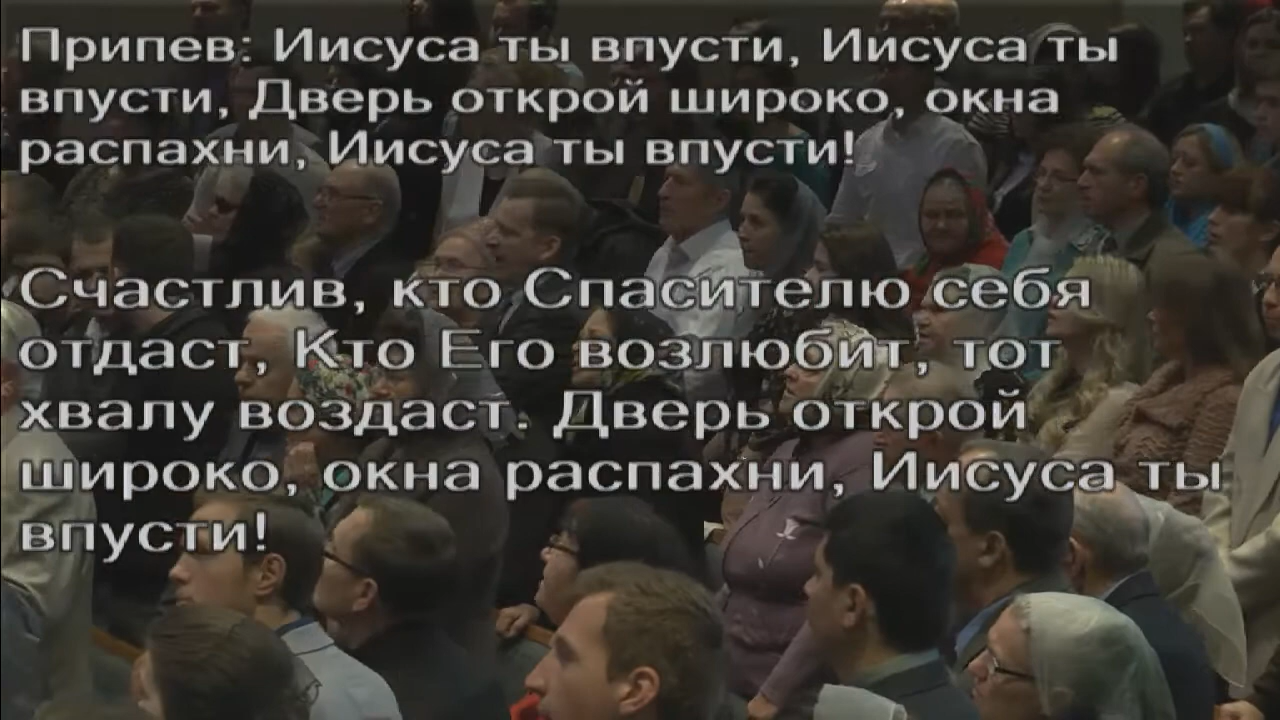 Припев: Иисуса ты впусти, Иисуса ты
впусти, Дверь открой широко, окна
распахни, Иисуса ты впусти!
Счастлив, кто Спасителю себя
отдаст, Кто Его возлюбит, тот
хвалу воздаст. Дверь открой
широко, окна распахни, Иисуса ты
впусти!